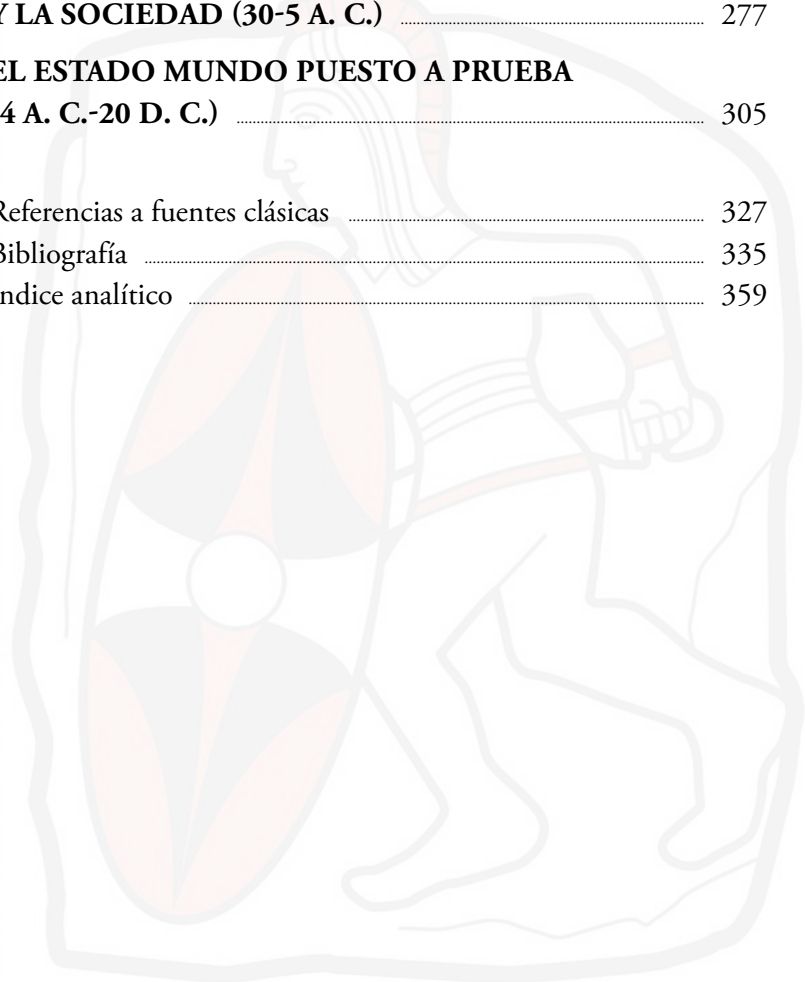 Y LA SOCIEDAD (30-5 A. C.) 277
EL ESTADO MUNDO PUESTO A PRUEBA
4 A. C.-20 D. C.) 305
Referencias a fuentes clásicas 327
Bibliografía 335
ndice analítico 359